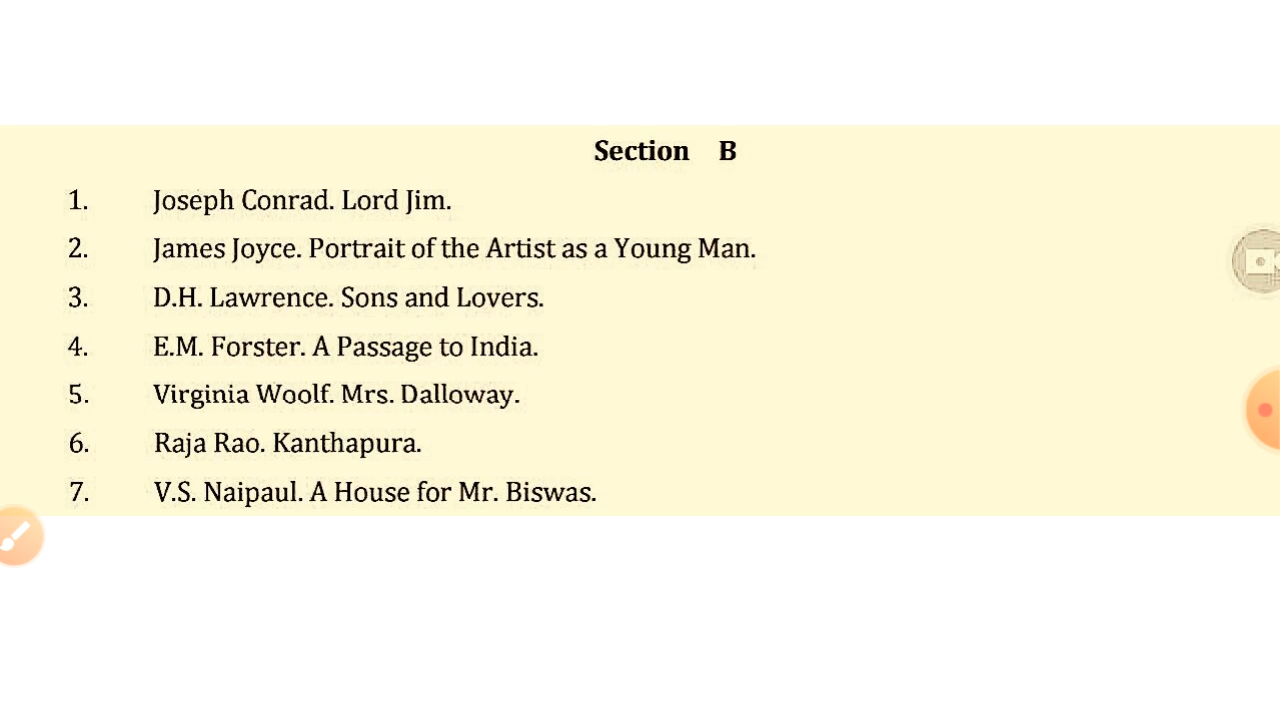 Section B
1. Joseph Conrad. Lord Jim.
2. James Joyce. Portrait of the Artist as a Young Man.
3. D.H. Lawrence. Sons and Lovers.
4. E.M. Forster. A Passage to India.
5. Virginia Woolf. Mrs. Dalloway.
6. Raja Rao. Kanthapura.
7. V.S. Naipaul. A House for Mr. Biswas.